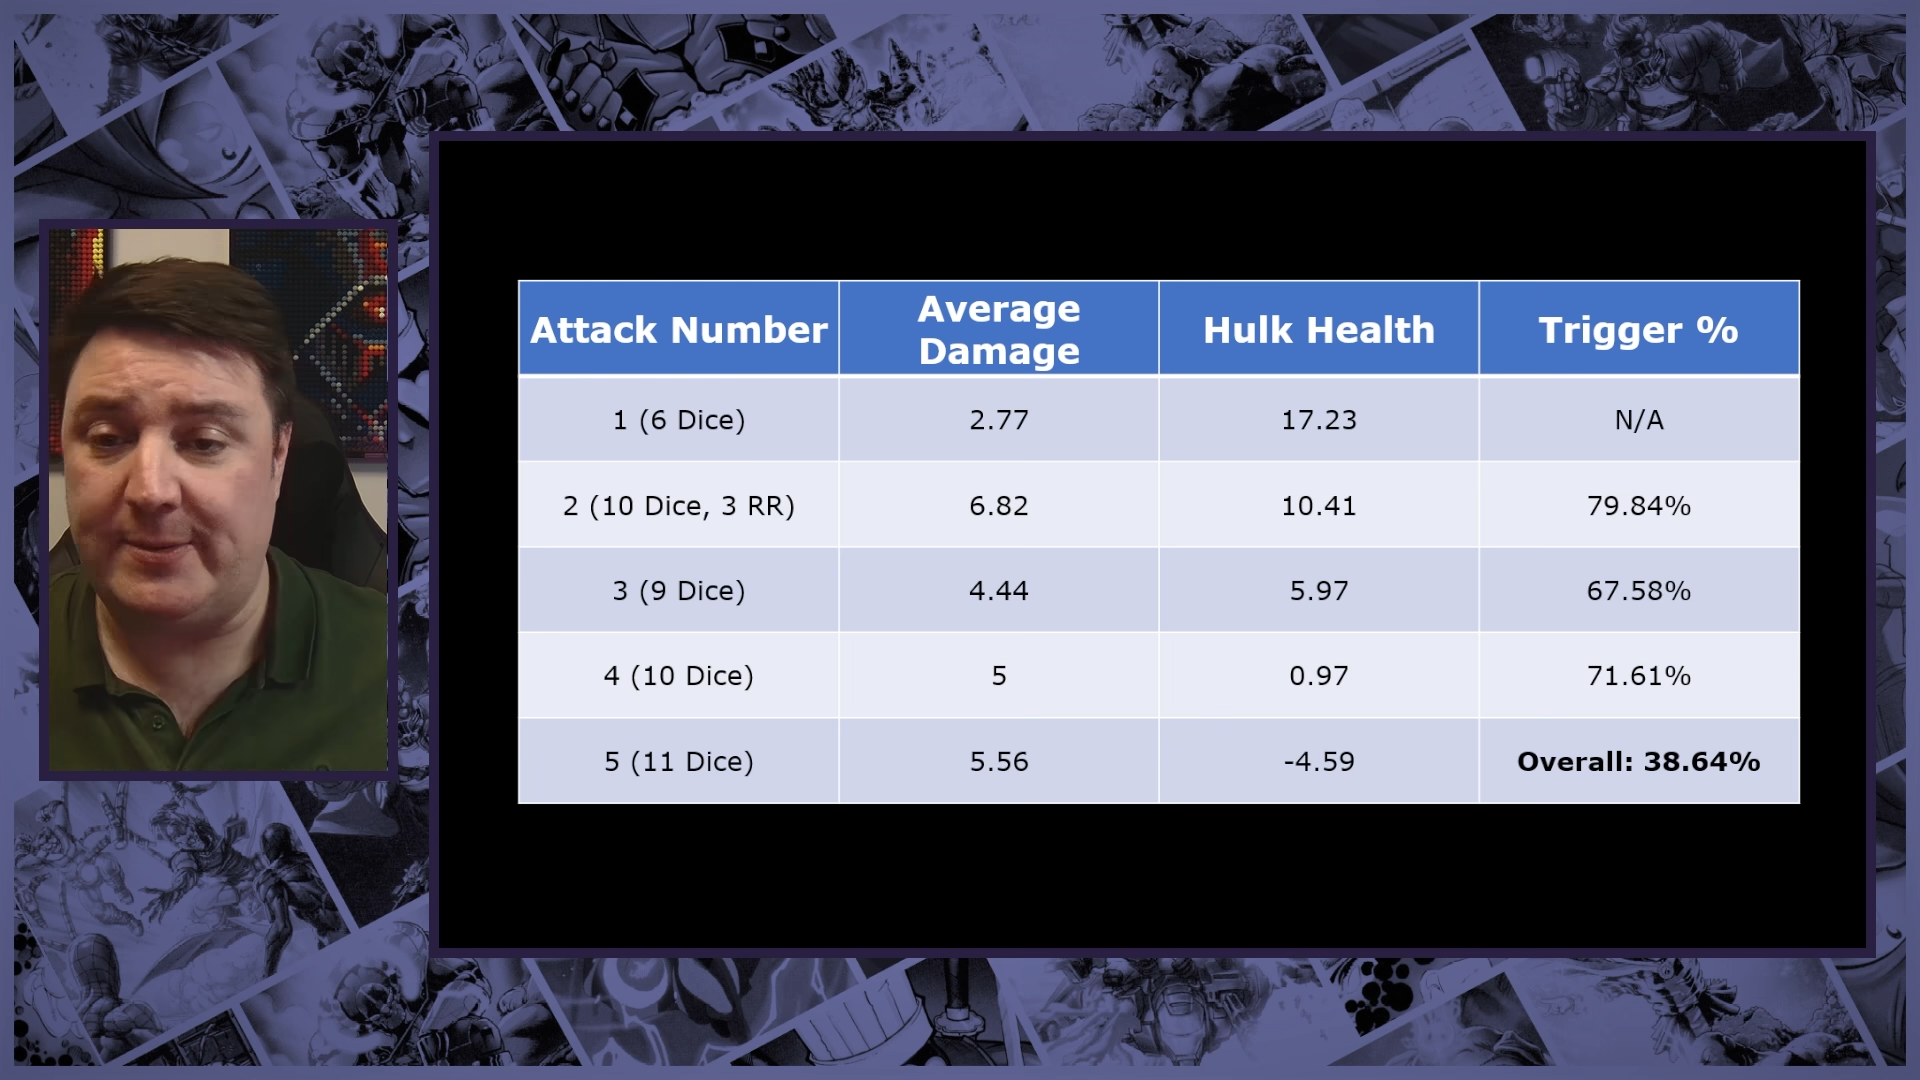 Attack Number
Average
Damage
Hulk Health
Trigger %
1 (6 Dice)
2.77
17.23
N/A
2 (10 Dice, 3 RR)
6.82
10.41
79.84%
3 (9 Dice)
4.44
5.97
67.58%
4 (10 Dice)
5
0.97
71.61%
5 (11 Dice)
5.56
-4.59
Overall: 38.64%